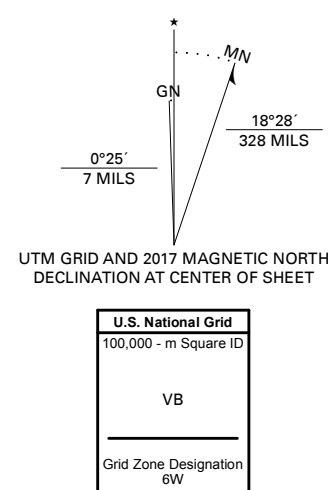 ★
MN
GN
18°28´
328 MILS
0°25´
7 MILS
UTM GRID AND 2017 MAGNETIC NORTH
DECLINATION AT CENTER OF SHEET
U.S. National Grid
100,000 - m Square ID
VB
Grid Zone Designation
6W